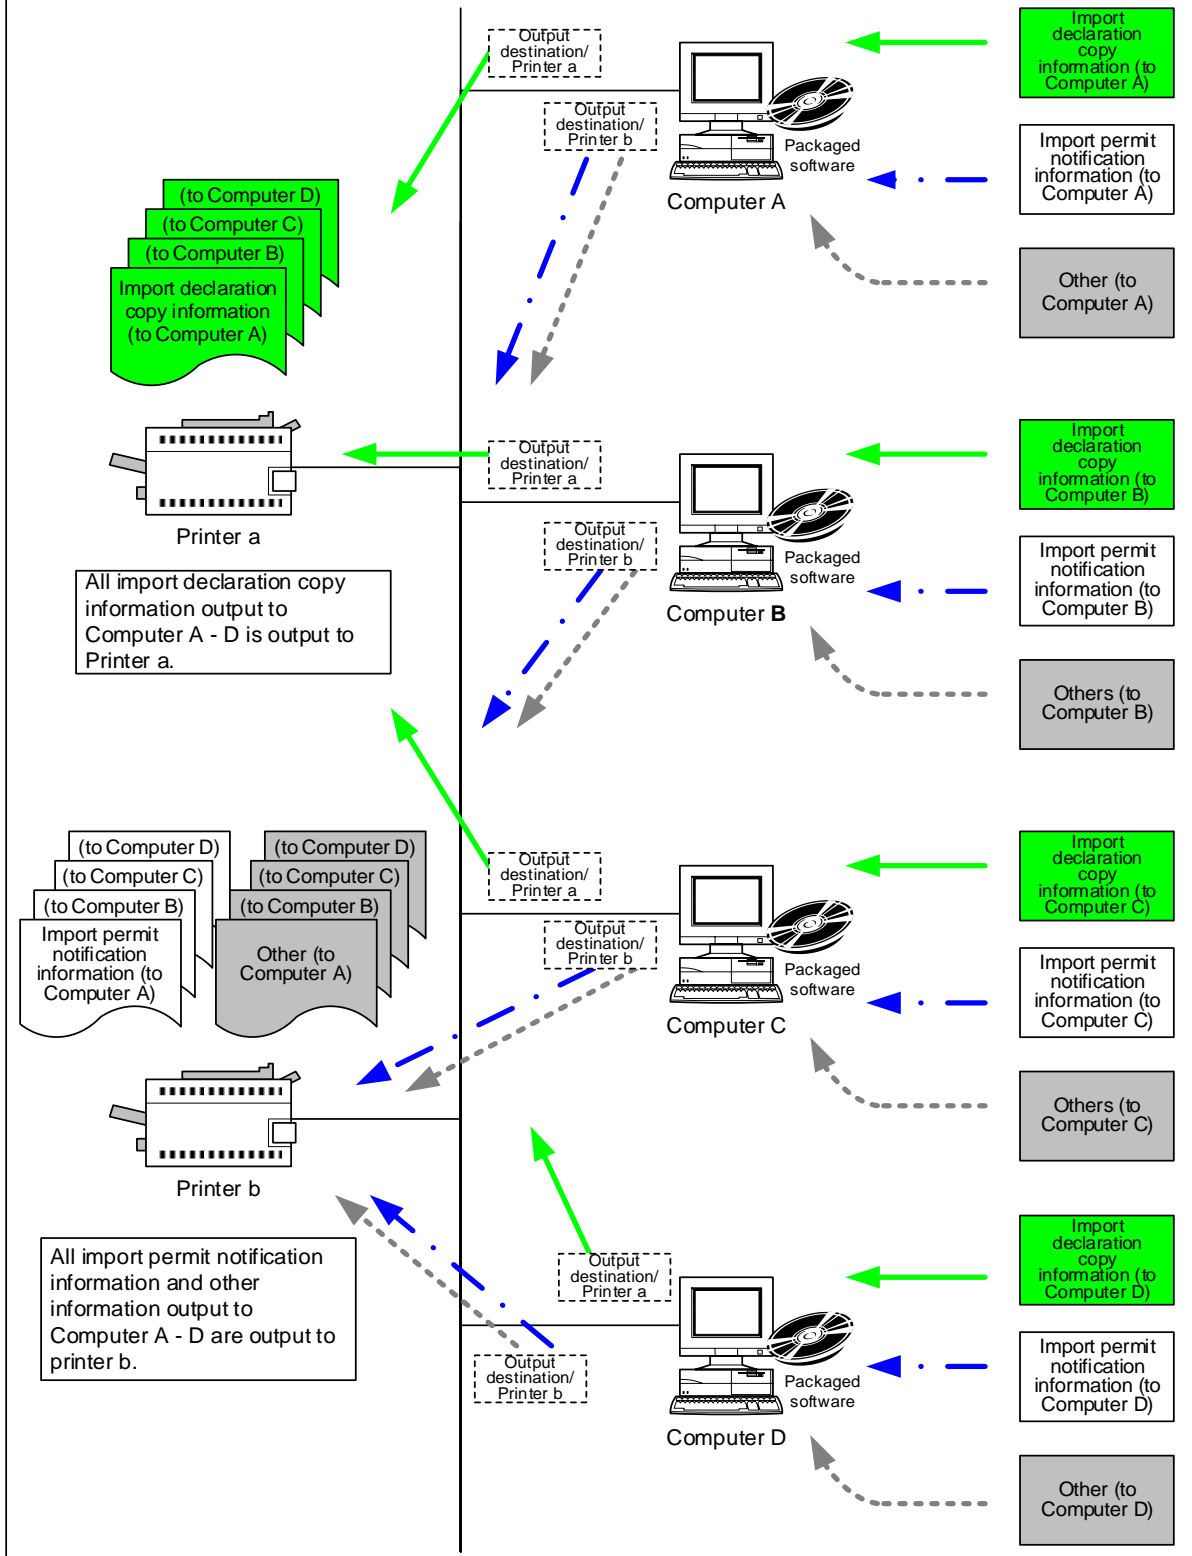 Output
destination/
Printer a
Import
declaration
copy
information (to
Computer A)
Output
destination/
Printer b
Packaged
software
Computer A
Import permit
notification
information (to
Computer A)
Other (to
Computer A)
(to Computer D)
(to Computer C)
(to Computer B)
Import declaration
copy information
(to Computer A)
Printer a
All import declaration copy
information output to
Computer A - D is output to
Printer a.
Output
destination/
Printer a
Output
destination/
Printer b
Packaged
software
Computer B
Import
declaration
copy
information (to
Computer B)
Import permit
notification
information (to
Computer B)
Others (to
Computer B)
(to Computer D)
(to Computer C)
(to Computer B)
Import permit
notification
information (to
Computer A)
(to Computer D)
(to Computer C)
(to Computer B)
Other (to
Computer A)
Output
destination/
Printer a
Output
destination/
Printer b
Packaged
software
Computer C
Import
declaration
copy
information (to
Computer C)
Import permit
notification
information (to
Computer C)
Others (to
Computer C)
Printer b
All import permit notification
information and other
information output to
Computer A - D are output to
printer b.
Output
destination/
Printer a
Output
destination/
Printer b
Packaged
software
Computer D
Import
declaration
copy
information (to
Computer D)
Import permit
notification
information (to
Computer D)
Other (to
Computer D)